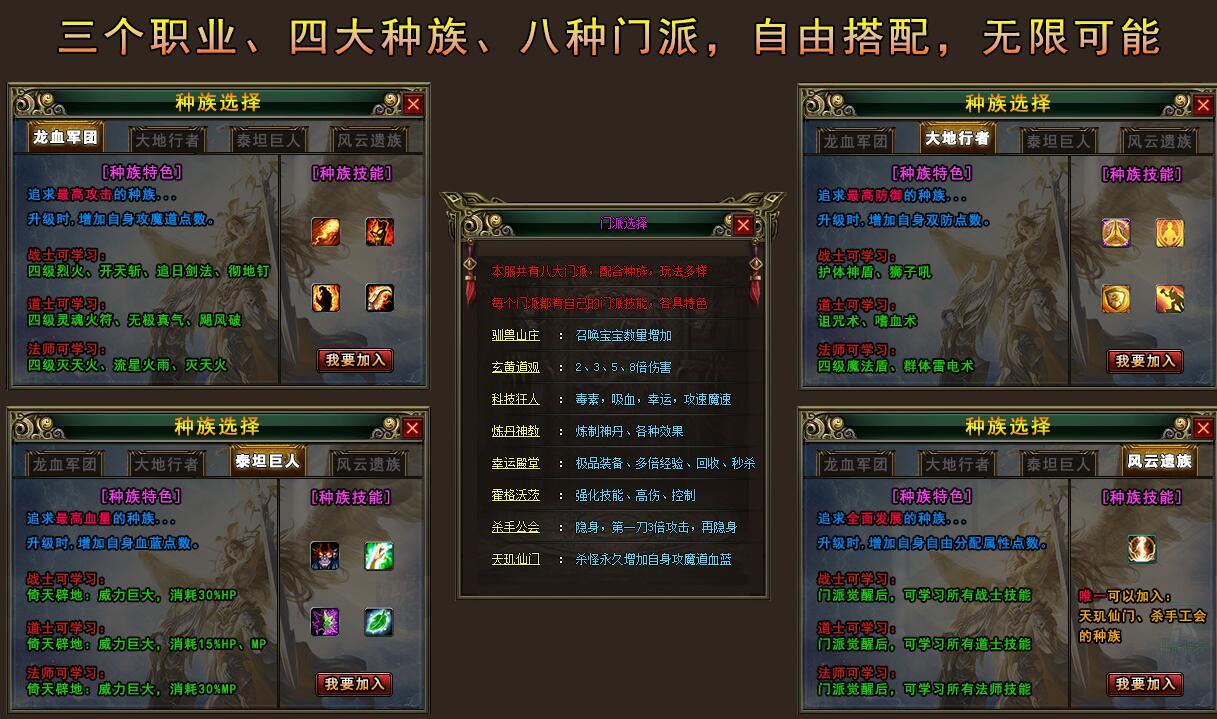 三个职业、四大种族、八种门派，自由搭配，无限可能
种族选择
龙血军团 大地行者 泰坦巨人 风云遗族
[种族特色]
追求最高攻击的种族...
升级时,增加自身攻魔道点数。
战士可学习:
四级烈火、开天斩、追日剑法、彻地钉
道士可学习:
四级灵魂火符、无极真气、飓风破
法师可学习:
四级灭天火、流星火雨、灭天火
[种族技能]
我要加入
种族选择
龙血军团 大地行者 泰坦巨人 风云遗族
[种族特色]
追求最高防御的种族...
升级时,增加自身双防点数。
战士可学习:
护体神盾、狮子吼
道士可学习:
诅咒术、嗜血术
法师可学习:
四级魔法盾、群体雷电术
[种族技能]
我要加入
门派选择
本服共有八大门派，配合种族，玩法多样
每个门派都有自己的门派技能，各具特色
驯兽山庄 : 召唤宝宝数量增加
玄黄道观 : 2、3、5、8倍伤害
科技狂人 : 毒素，吸血，幸运，攻速魔速
炼丹神教 : 炼制神丹、各种效果
幸运殿堂 : 极品装备、多倍经验、回收、秒杀
霍格沃茨 : 强化技能、高伤、控制
杀手公会 : 隐身，第一刀3倍攻击，再隐身
天玑仙门 : 杀怪永久增加自身攻魔道血蓝
种族选择
龙血军团 大地行者 泰坦巨人 风云遗族
[种族特色]
追求最高血量的种族...
升级时,增加自身血蓝点数。
战士可学习:
倚天辟地: 威力巨大，消耗30%HP
道士可学习:
倚天辟地: 威力巨大，消耗15%HP、MP
法师可学习:
倚天辟地: 威力巨大，消耗30%MP
[种族技能]
我要加入
种族选择
龙血军团 大地行者 泰坦巨人 风云遗族
[种族特色]
追求全面发展的种族...
升级时,增加自身自由分配属性点数。
战士可学习:
门派觉醒后，可学习所有战士技能
道士可学习:
门派觉醒后，可学习所有道士技能
法师可学习:
门派觉醒后，可学习所有法师技能
[种族技能]
唯一可以加入:
天玑仙门、杀手工会
的种族
我要加入